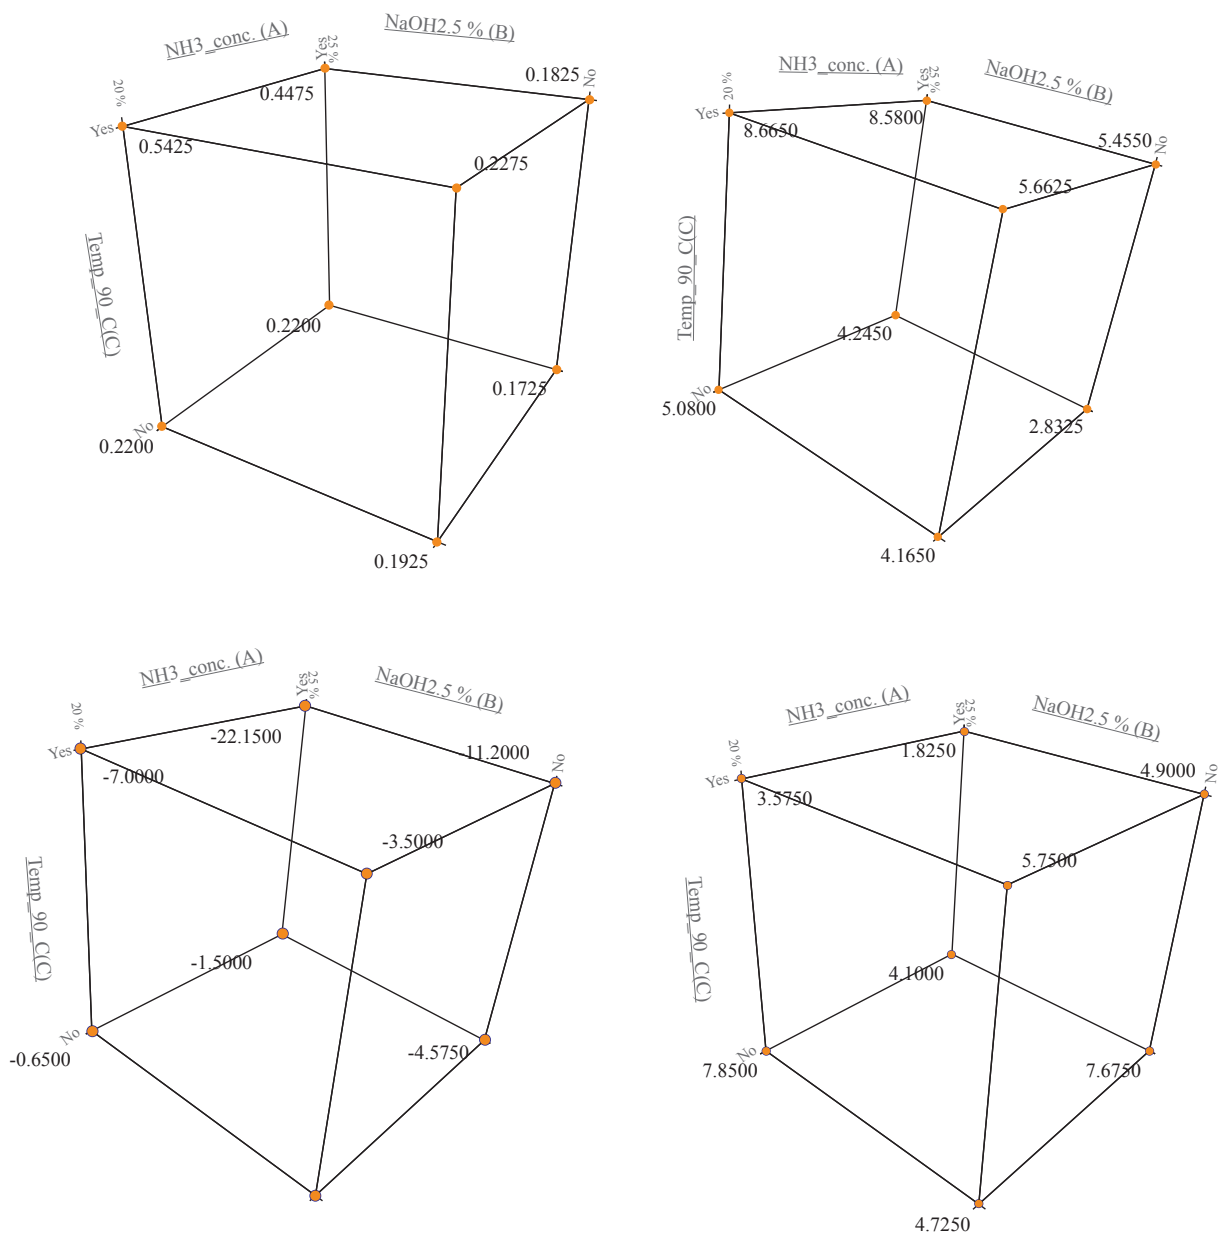 NH3_conc. (A)
NaOH2.5 % (B)
Yes
25 %
20 %
Yes
No
0.1825
0.4475
0.5425
0.2275
Temp_90_C(C)
0.2200
0.1725
No
0.2200
0.1925
NH3_conc. (A)
NaOH2.5 % (B)
Yes
25 %
20 %
Yes
No
8.5800
5.4550
8.6650
5.6625
Temp_90_C(C)
4.2450
No
5.0800
2.8325
4.1650
NH3_conc. (A)
NaOH2.5 % (B)
Yes
25 %
20 %
Yes
No
-22.1500
-11.2000
-7.0000
-3.5000
Temp_90_C(C)
-1.5000
No
-0.6500
-4.5750
NH3_conc. (A)
NaOH2.5 % (B)
Yes
25 %
20 %
Yes
No
1.8250
4.9000
3.5750
5.7500
Temp_90_C(C)
4.1000
No
7.8500
7.6750
4.7250